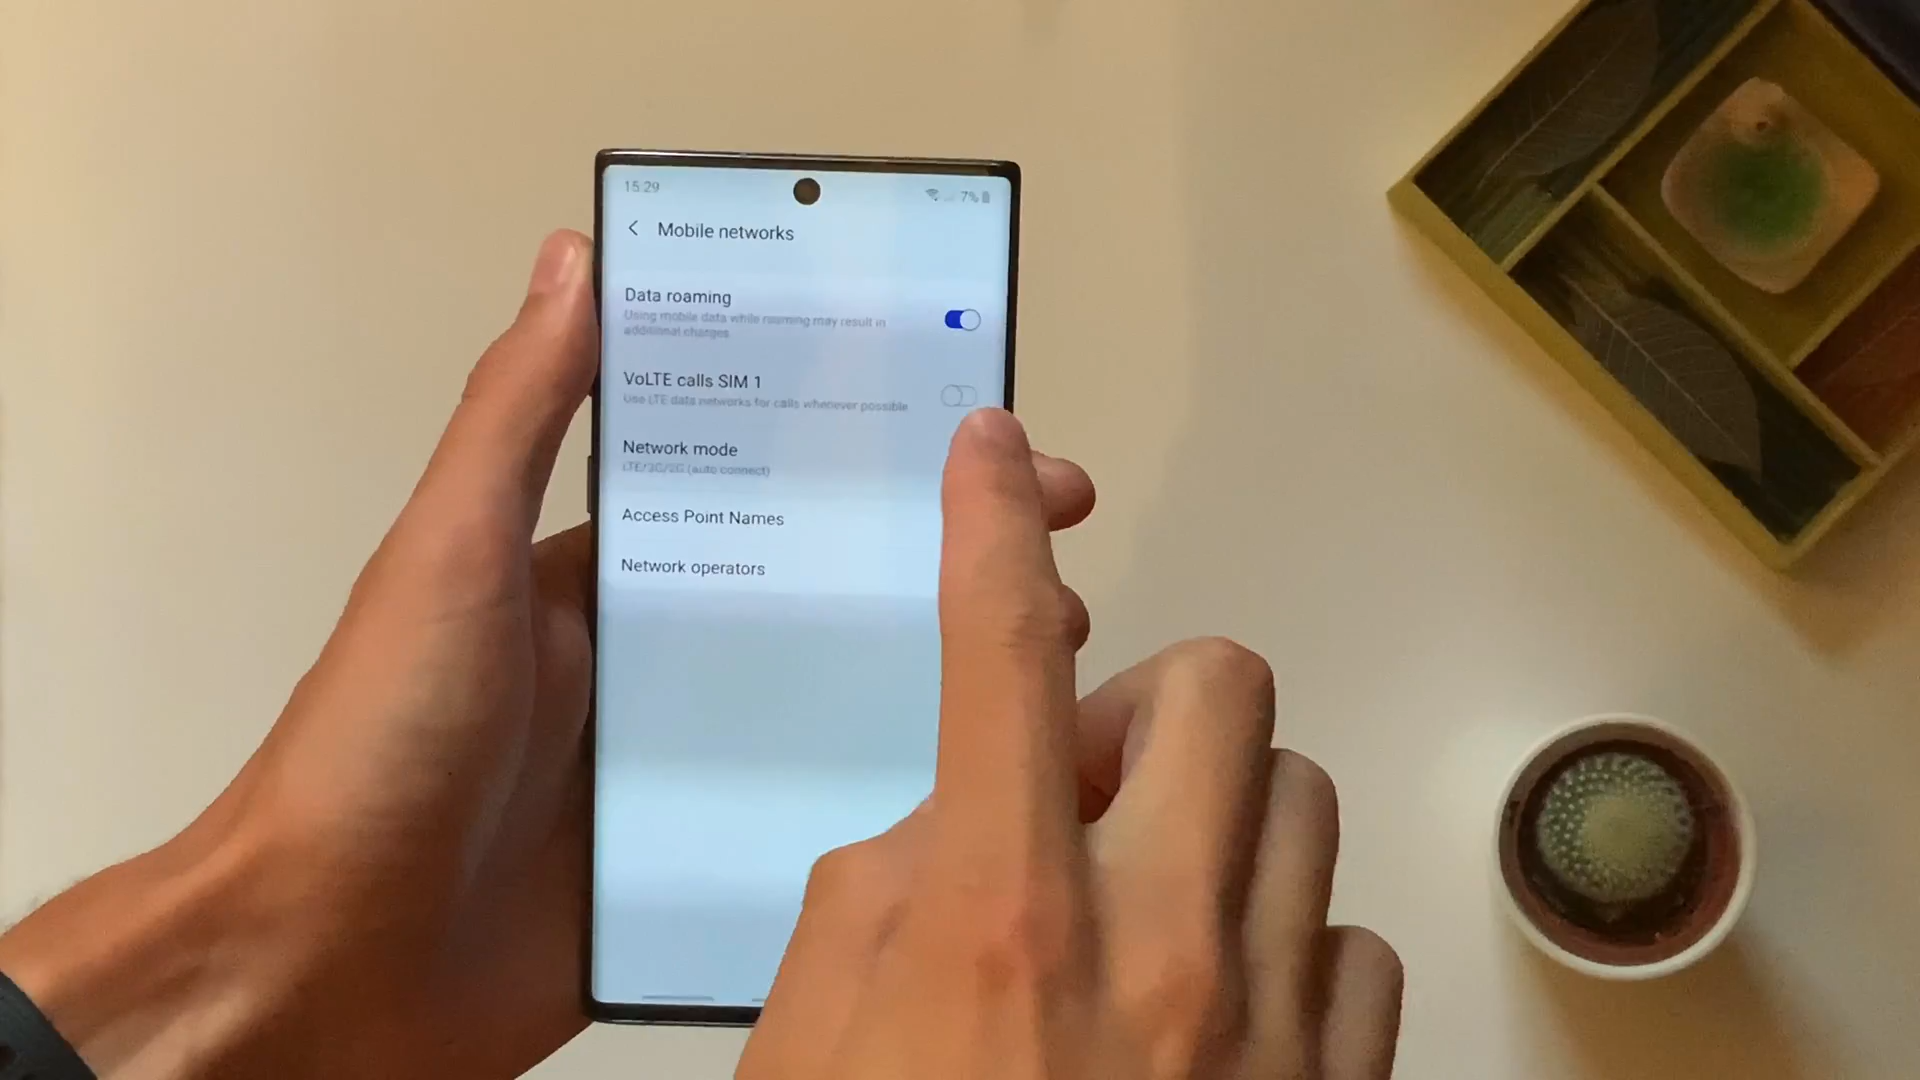 15:29
7%
Mobile networks
Data roaming
Using mobile data while roaming may result in
additional charges.
VoLTE calls SIM 1
Use LTE data networks for calls whenever possible.
Network mode
LTE/3G/2G (auto connect)
Access Point Names
Network operators